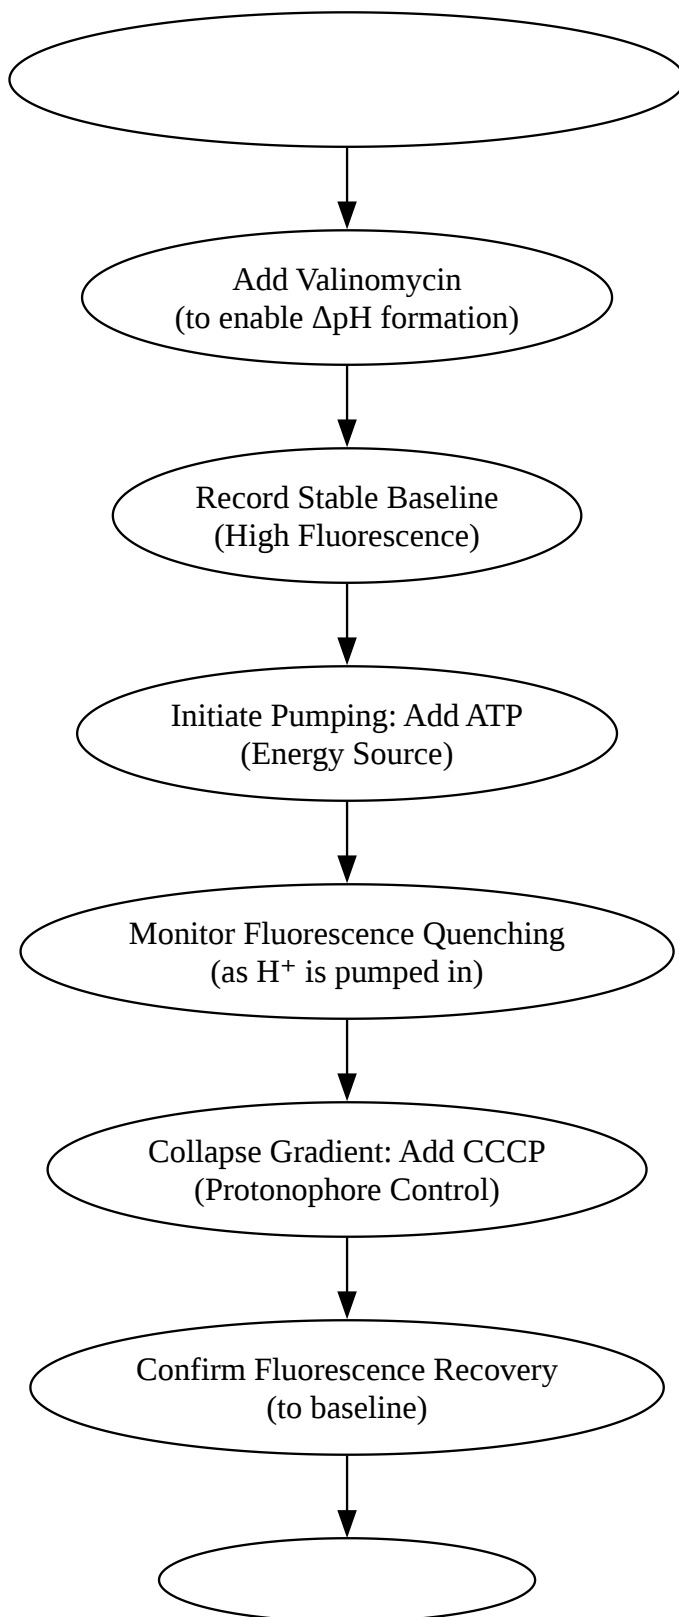 Add Valinomycin
(to enable ΔpH formation)
Record Stable Baseline
(High Fluorescence)
Initiate Pumping: Add ATP
(Energy Source)
Monitor Fluorescence Quenching
(as H⁺ is pumped in)
Collapse Gradient: Add CCCP
(Protonophore Control)
Confirm Fluorescence Recovery
(to baseline)